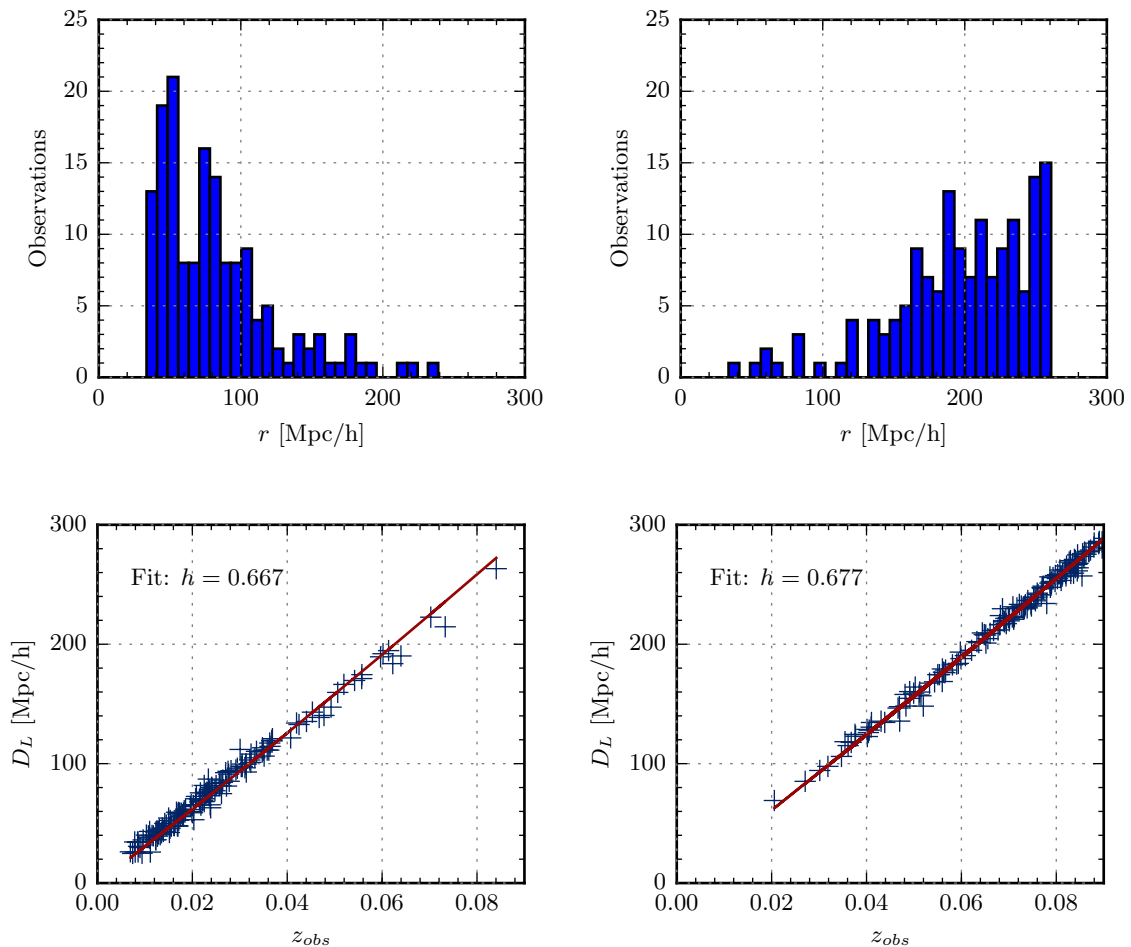 25
20
15
10
5
0
Observations
0 100 200 300
r [Mpc/h]
25
20
15
10
5
0
Observations
0 100 200 300
r [Mpc/h]
300
200
100
0
D_L [Mpc/h]
Fit: h = 0.667
0.00 0.02 0.04 0.06 0.08
z_obs
300
200
100
0
D_L [Mpc/h]
Fit: h = 0.677
0.00 0.02 0.04 0.06 0.08
z_obs